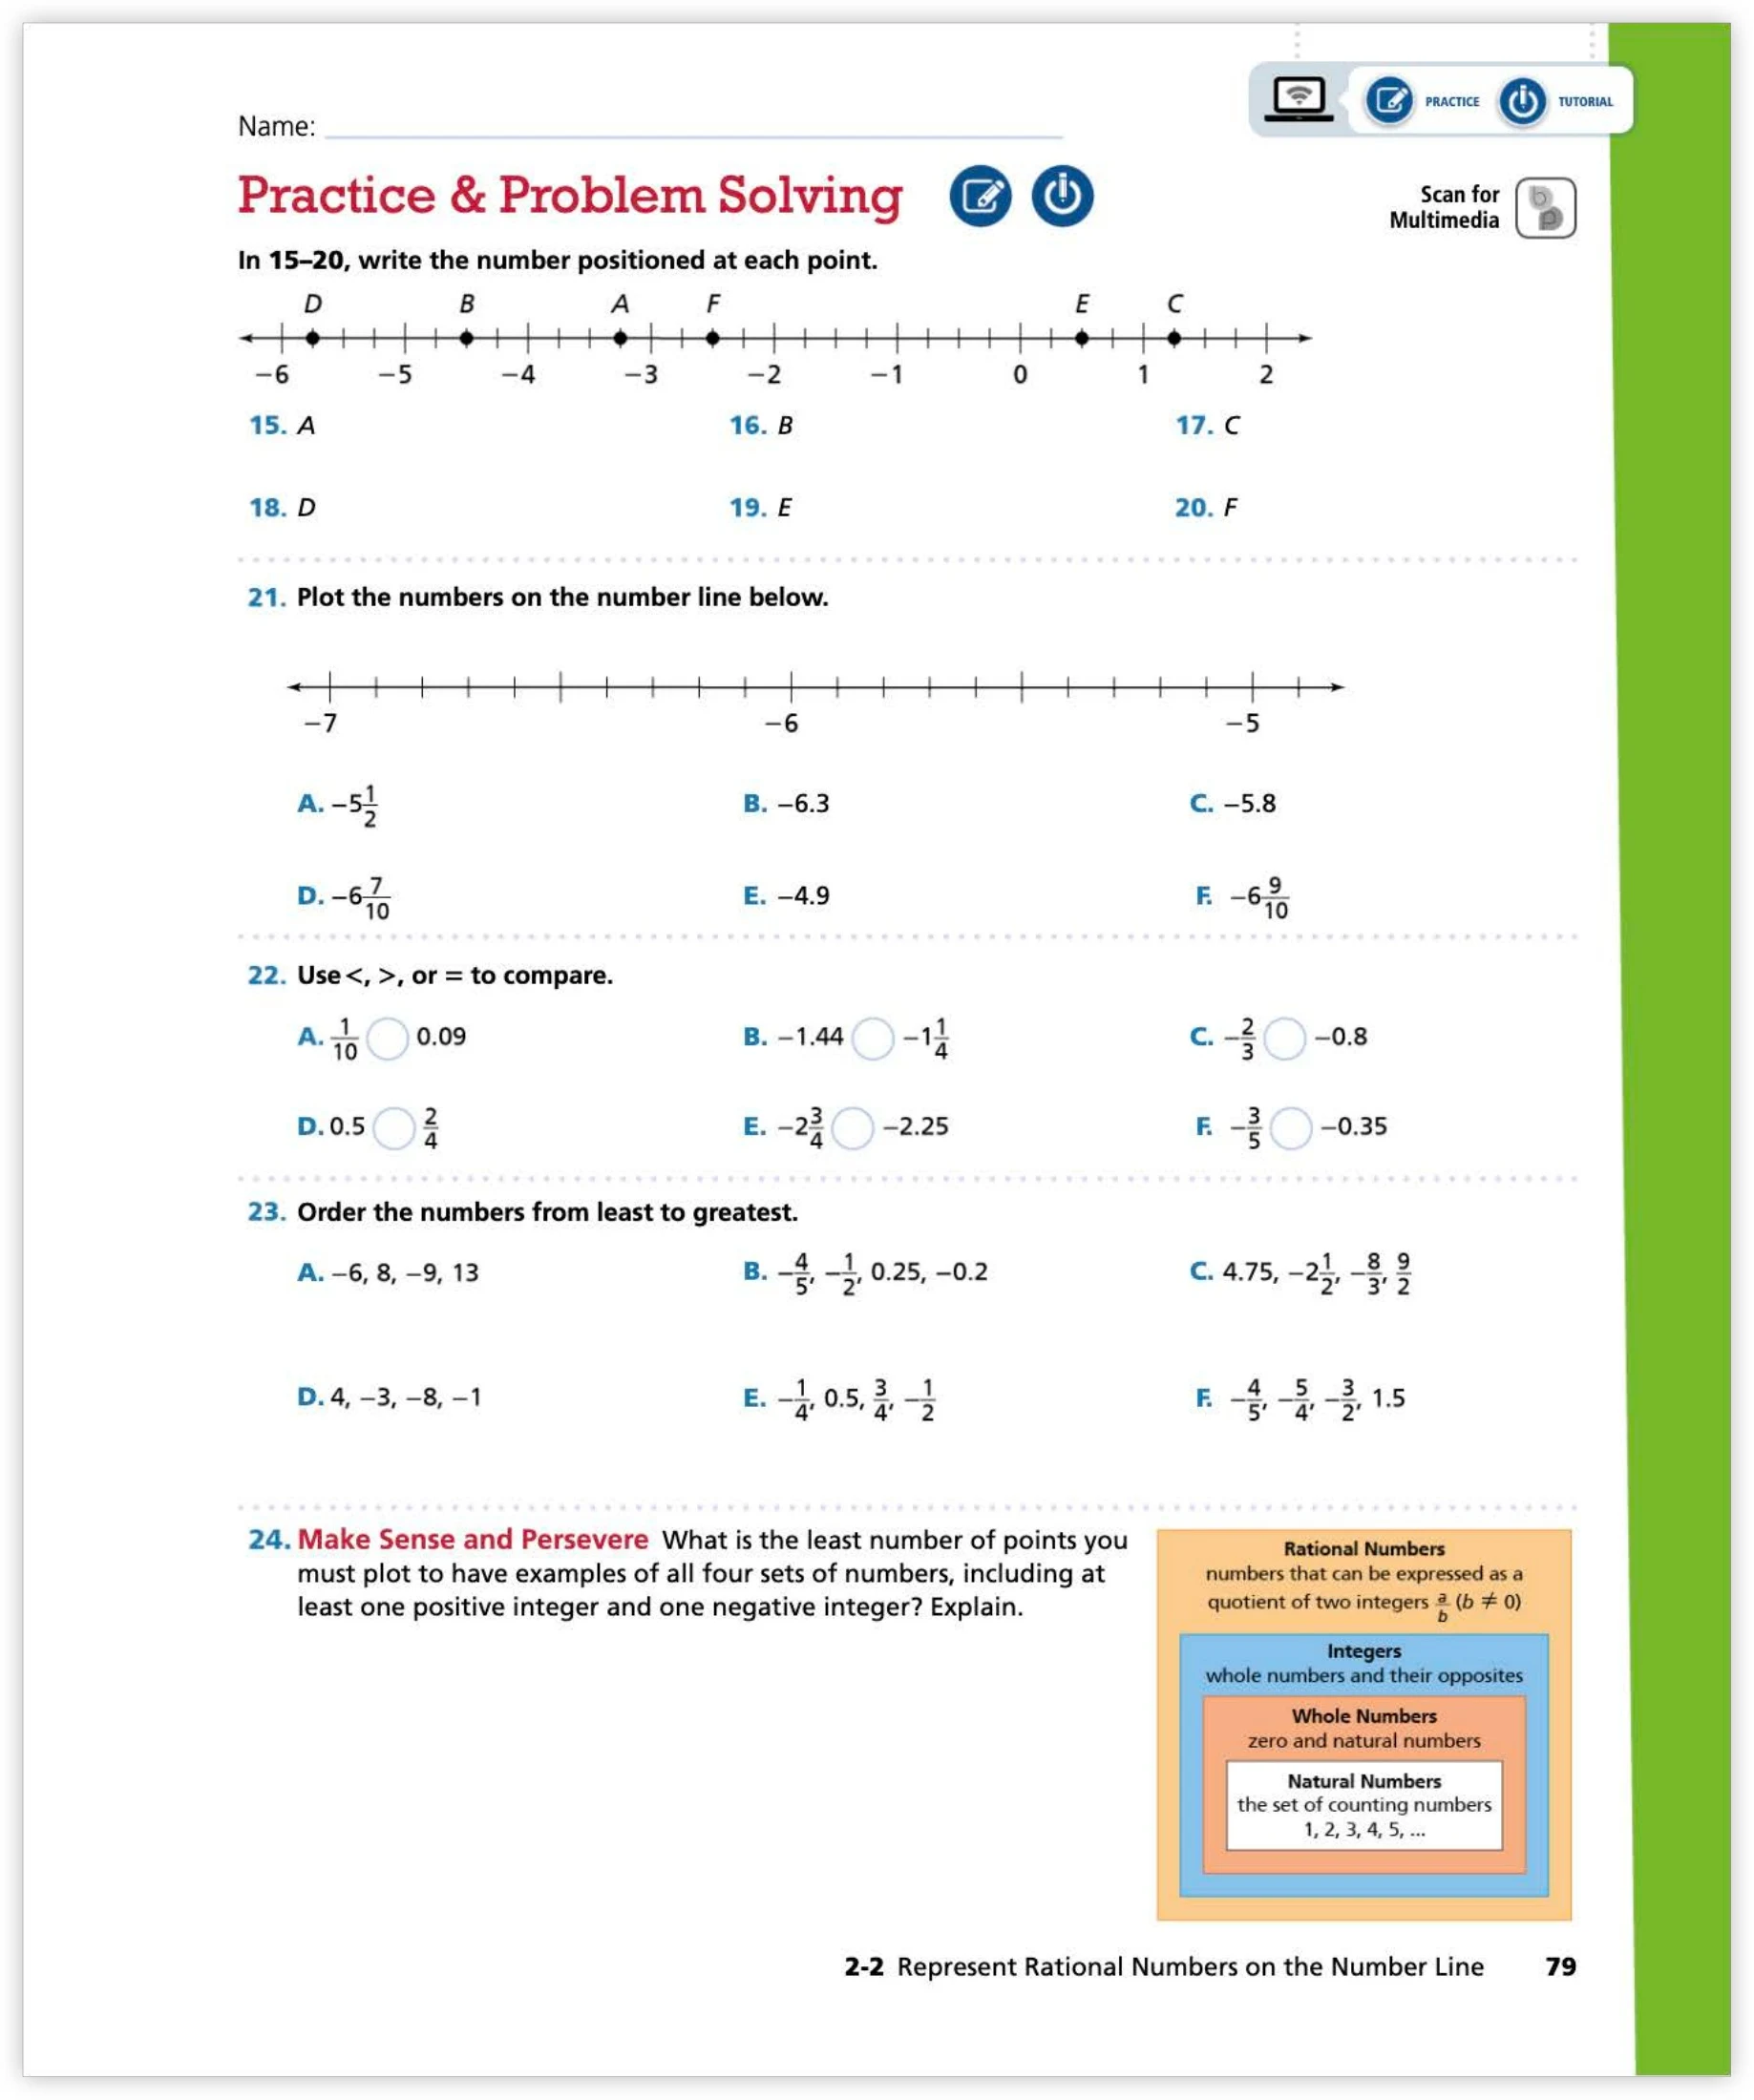 PRACTICE TUTORIAL
Name:
Practice & Problem Solving
Scan for
Multimedia
In 15–20, write the number positioned at each point.
D B A F E C
−6 −5 −4 −3 −2 −1 0 1 2
15. A 16. B 17. C
18. D 19. E 20. F
21. Plot the numbers on the number line below.
−7 −6 −5
A. −5 1/2 B. −6.3 C. −5.8
D. −6 7/10 E. −4.9 F. −6 9/10
22. Use <, >, or = to compare.
A. 1/10 ◯ 0.09 B. −1.44 ◯ −1 1/4 C. −2/3 ◯ −0.8
D. 0.5 ◯ 2/4 E. −2 3/4 ◯ −2.25 F. −3/5 ◯ −0.35
23. Order the numbers from least to greatest.
A. −6, 8, −9, 13 B. −4/5, −1/2, 0.25, −0.2 C. 4.75, −2 1/2, −8/3, 9/2
D. 4, −3, −8, −1 E. −1/4, 0.5, 3/4, −1/2 F. −4/5, −5/4, −3/2, 1.5
24. Make Sense and Persevere What is the least number of points you
must plot to have examples of all four sets of numbers, including at
least one positive integer and one negative integer? Explain.
Rational Numbers
numbers that can be expressed as a
quotient of two integers a/b (b ≠ 0)
Integers
whole numbers and their opposites
Whole Numbers
zero and natural numbers
Natural Numbers
the set of counting numbers
1, 2, 3, 4, 5, ...
2-2 Represent Rational Numbers on the Number Line 79